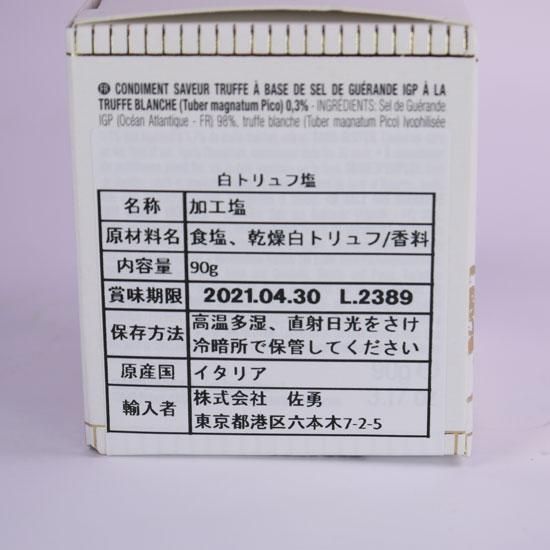 FR CONDIMENT SAVEUR TRUFFE À BASE DE SEL DE GUÉRANDE IGP À LA
TRUFFE BLANCHE (Tuber magnatum Pico) 0,3% - INGRÉDIENTS: Sel de Guérande
IGP (Océan Atlantique - FR) 98%, truffe blanche (Tuber magnatum Pico) lyophilisée
白トリュフ塩
名称 加工塩
原材料名 食塩、乾燥白トリュフ/香料
内容量 90g
賞味期限 2021.04.30 L.2389
保存方法 高温多湿、直射日光をさけ
冷暗所で保管してください
原産国 イタリア
輸入者 株式会社 佐勇
東京都港区六本木7-2-5